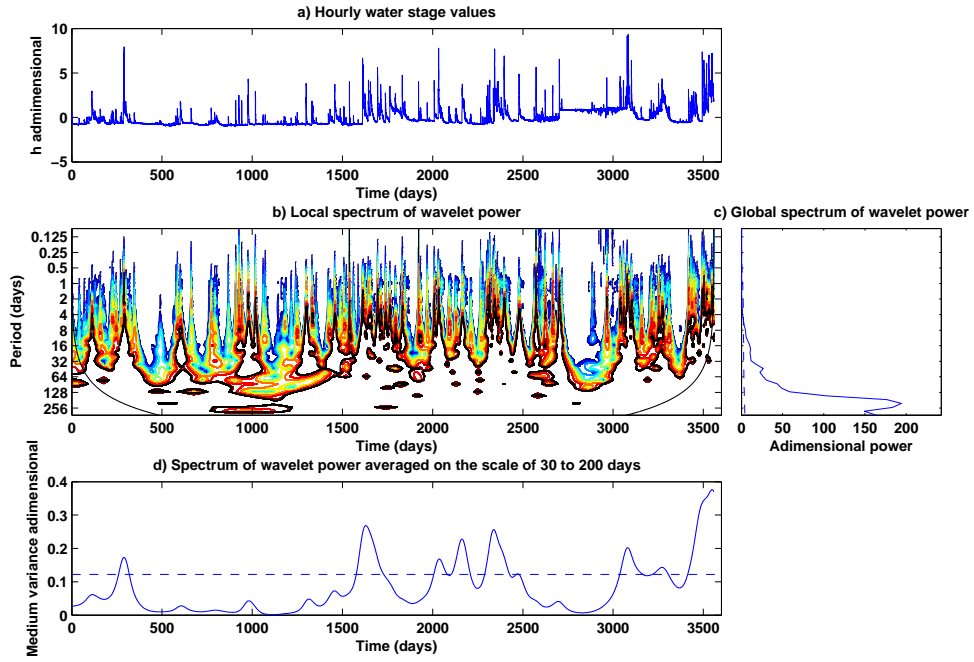 a) Hourly water stage values
h admimensional
10
5
0
−5
0 500 1000 1500 2000 2500 3000 3500
Time (days)
b) Local spectrum of wavelet power
Period (days)
0.125
0.25
0.5
1
2
4
8
16
32
64
128
256
0 500 1000 1500 2000 2500 3000 3500
Time (days)
c) Global spectrum of wavelet power
0 50 100 150 200
Adimensional power
d) Spectrum of wavelet power averaged on the scale of 30 to 200 days
Medium variance adimensional
0.4
0.3
0.2
0.1
0
0 500 1000 1500 2000 2500 3000 3500
Time (days)